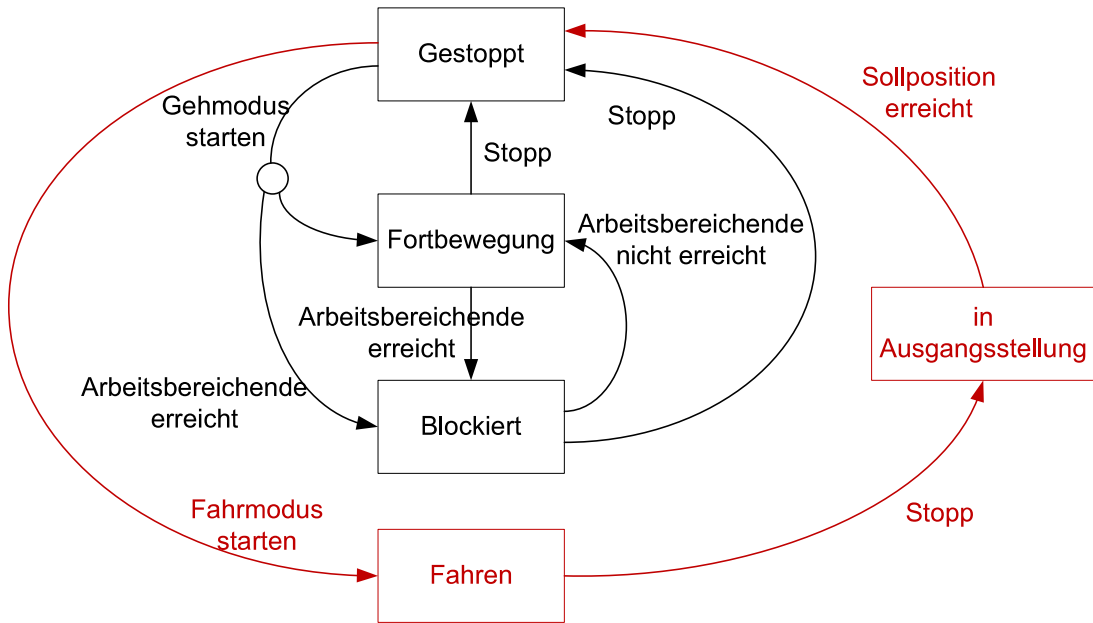 Gestoppt
Sollposition
erreicht
Gehmodus
starten
Stopp
Stopp
Fortbewegung
Arbeitsbereichende
nicht erreicht
Arbeitsbereichende
erreicht
in
Ausgangsstellung
Arbeitsbereichende
erreicht
Blockiert
Fahrmodus
starten
Stopp
Fahren